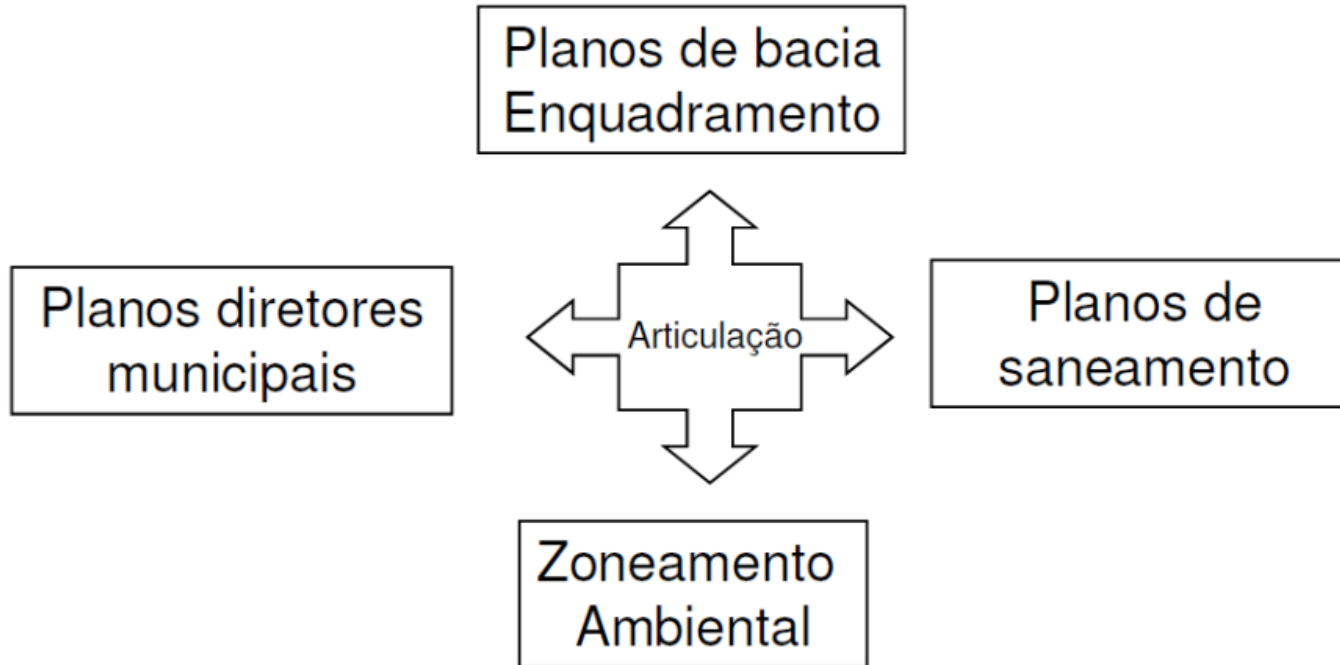 Planos de bacia
Enquadramento
Planos diretores
municipais
Articulação
Planos de
saneamento
Zoneamento
Ambiental